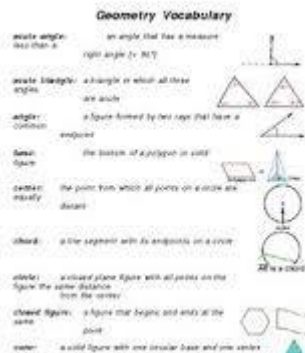 Geometry Vocabulary
acute angle: an angle that has a measure
less than a
right angle (< 90°)
acute triangle: a triangle in which all three
angles
are acute
angle: a figure formed by two rays that have a
common
endpoint
base: the bottom of a polygon or solid
figure
center: the point from which all points on a circle are
equally
distant
chord: a line segment with its endpoints on a circle
is a chord
circle: a closed plane figure with all points on the
figure the same distance
from the center
closed figure: a figure that begins and ends at the
same
point
cone: a solid figure with one circular base and one vertex